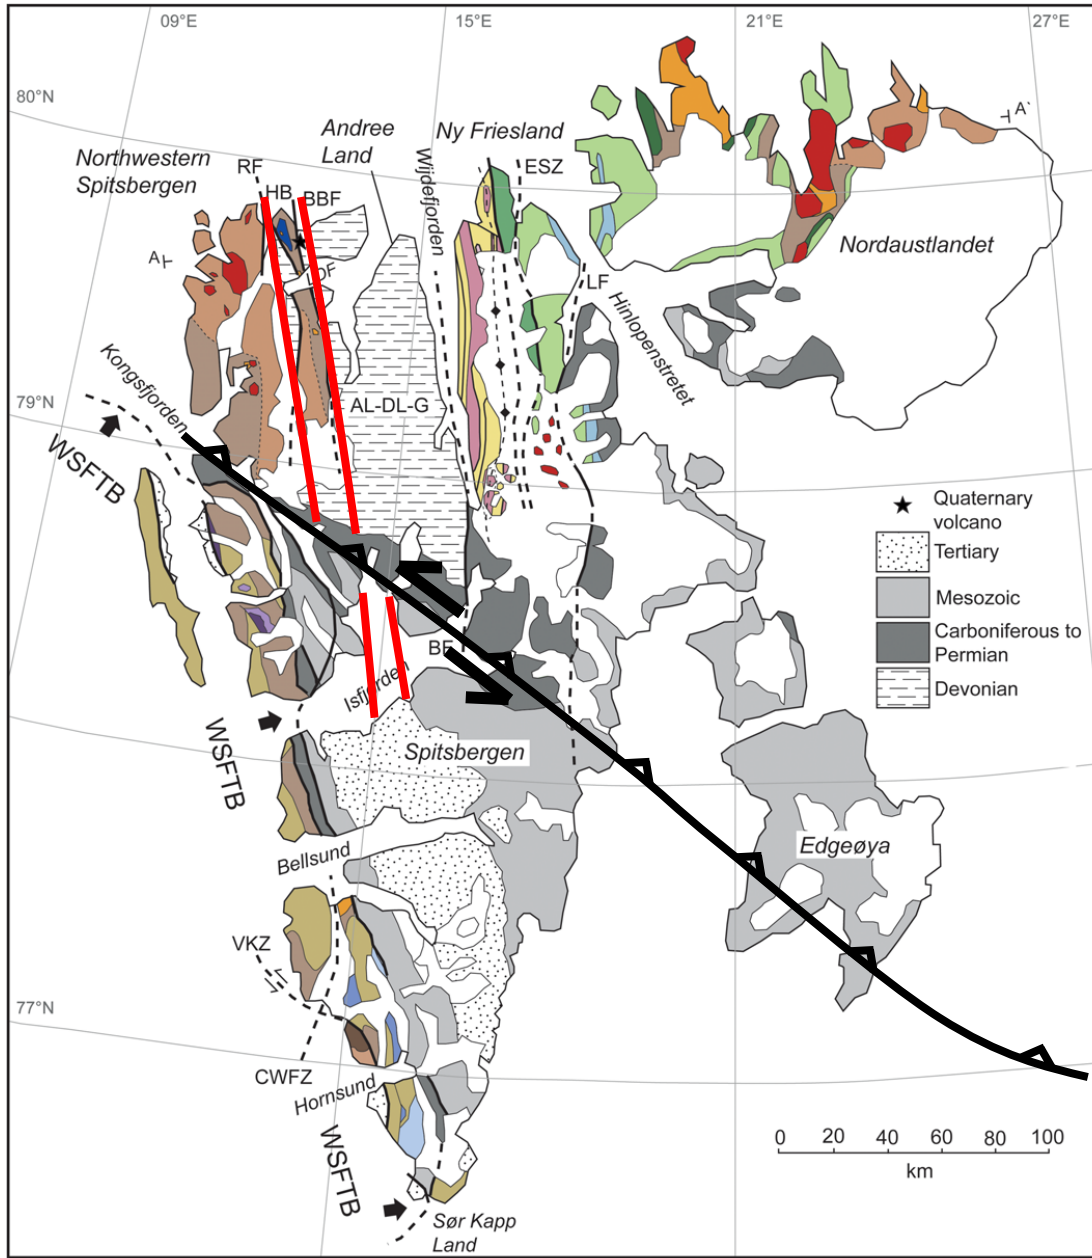 09°E
15°E
21°E
27°E
80°N
79°N
77°N
Northwestern
Spitsbergen
RF
HB
BBF
Andree
Land
Wijdefjorden
Ny Friesland
ESZ
A
A'
Nordaustlandet
LF
Hinlopenstretet
Kongsfjorden
WSFTB
AL-DL-G
Quaternary
volcano
Tertiary
Mesozoic
Carboniferous to
Permian
Devonian
BF
Isfjorden
WSFTB
Spitsbergen
Edgeøya
Bellsund
VKZ
CWFZ
Hornsund
WSFTB
Sør Kapp
Land
0 20 40 60 80 100
km